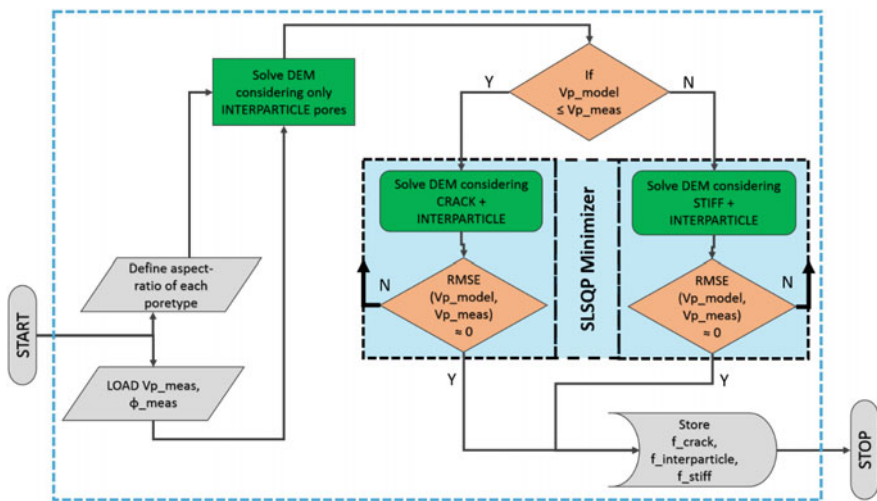 START
Define aspect-
ratio of each
poretype
LOAD Vp_meas,
ϕ_meas
Solve DEM
considering only
INTERPARTICLE pores
If
Vp_model
≤ Vp_meas
Y
N
Solve DEM considering
CRACK +
INTERPARTICLE
RMSE
(Vp_model,
Vp_meas)
≈ 0
N
Y
SLSQP Minimizer
Solve DEM considering
STIFF +
INTERPARTICLE
RMSE
(Vp_model,
Vp_meas)
≈ 0
N
Y
Store
f_crack,
f_interparticle,
f_stiff
STOP